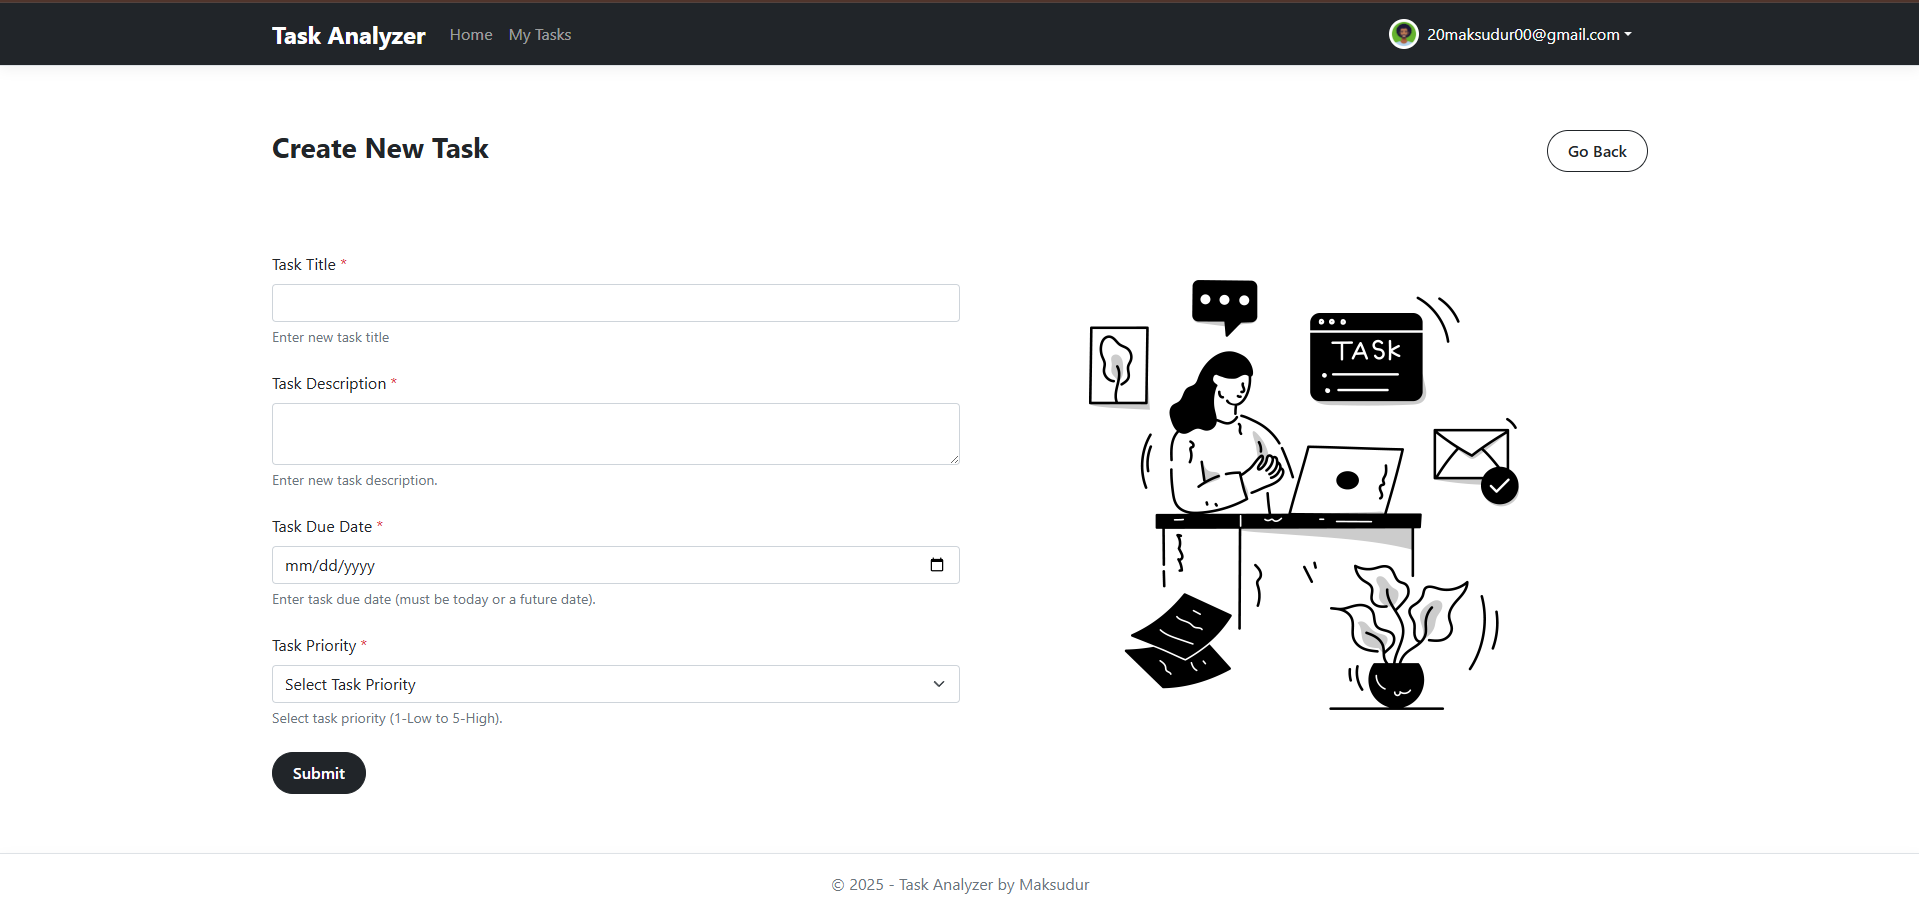 Task Analyzer Home My Tasks 20maksudur00@gmail.com
Create New Task
Go Back
Task Title *
Enter new task title
Task Description *
Enter new task description.
Task Due Date *
mm/dd/yyyy
Enter task due date (must be today or a future date).
Task Priority *
Select Task Priority
Select task priority (1-Low to 5-High).
Submit
TASK
© 2025 - Task Analyzer by Maksudur